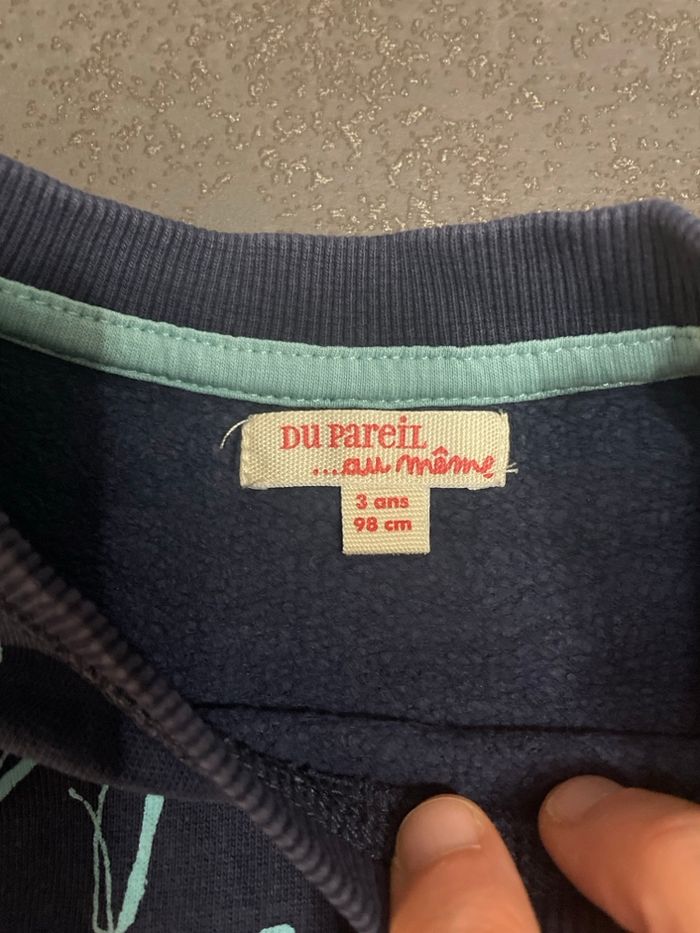 DU PareiL
...au même
3 ans
98 cm